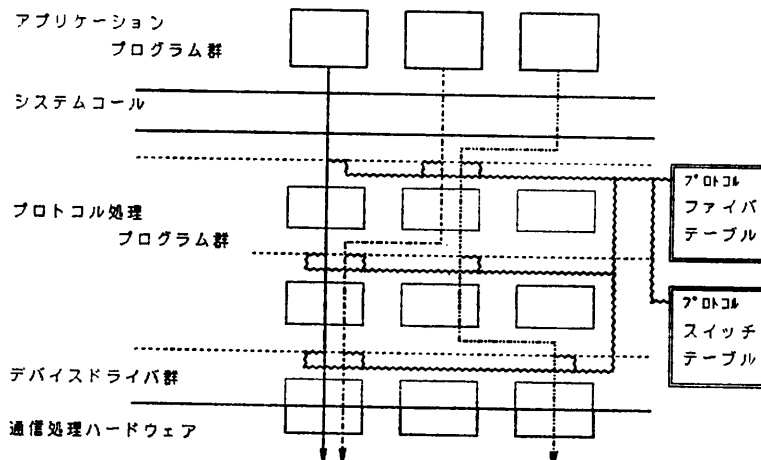 アプリケーション
プログラム群
システムコール
プロトコル
ファイバ
テーブル
プロトコル処理
プログラム群
プロトコル
スイッチ
テーブル
デバイスドライバ群
通信処理ハードウェア